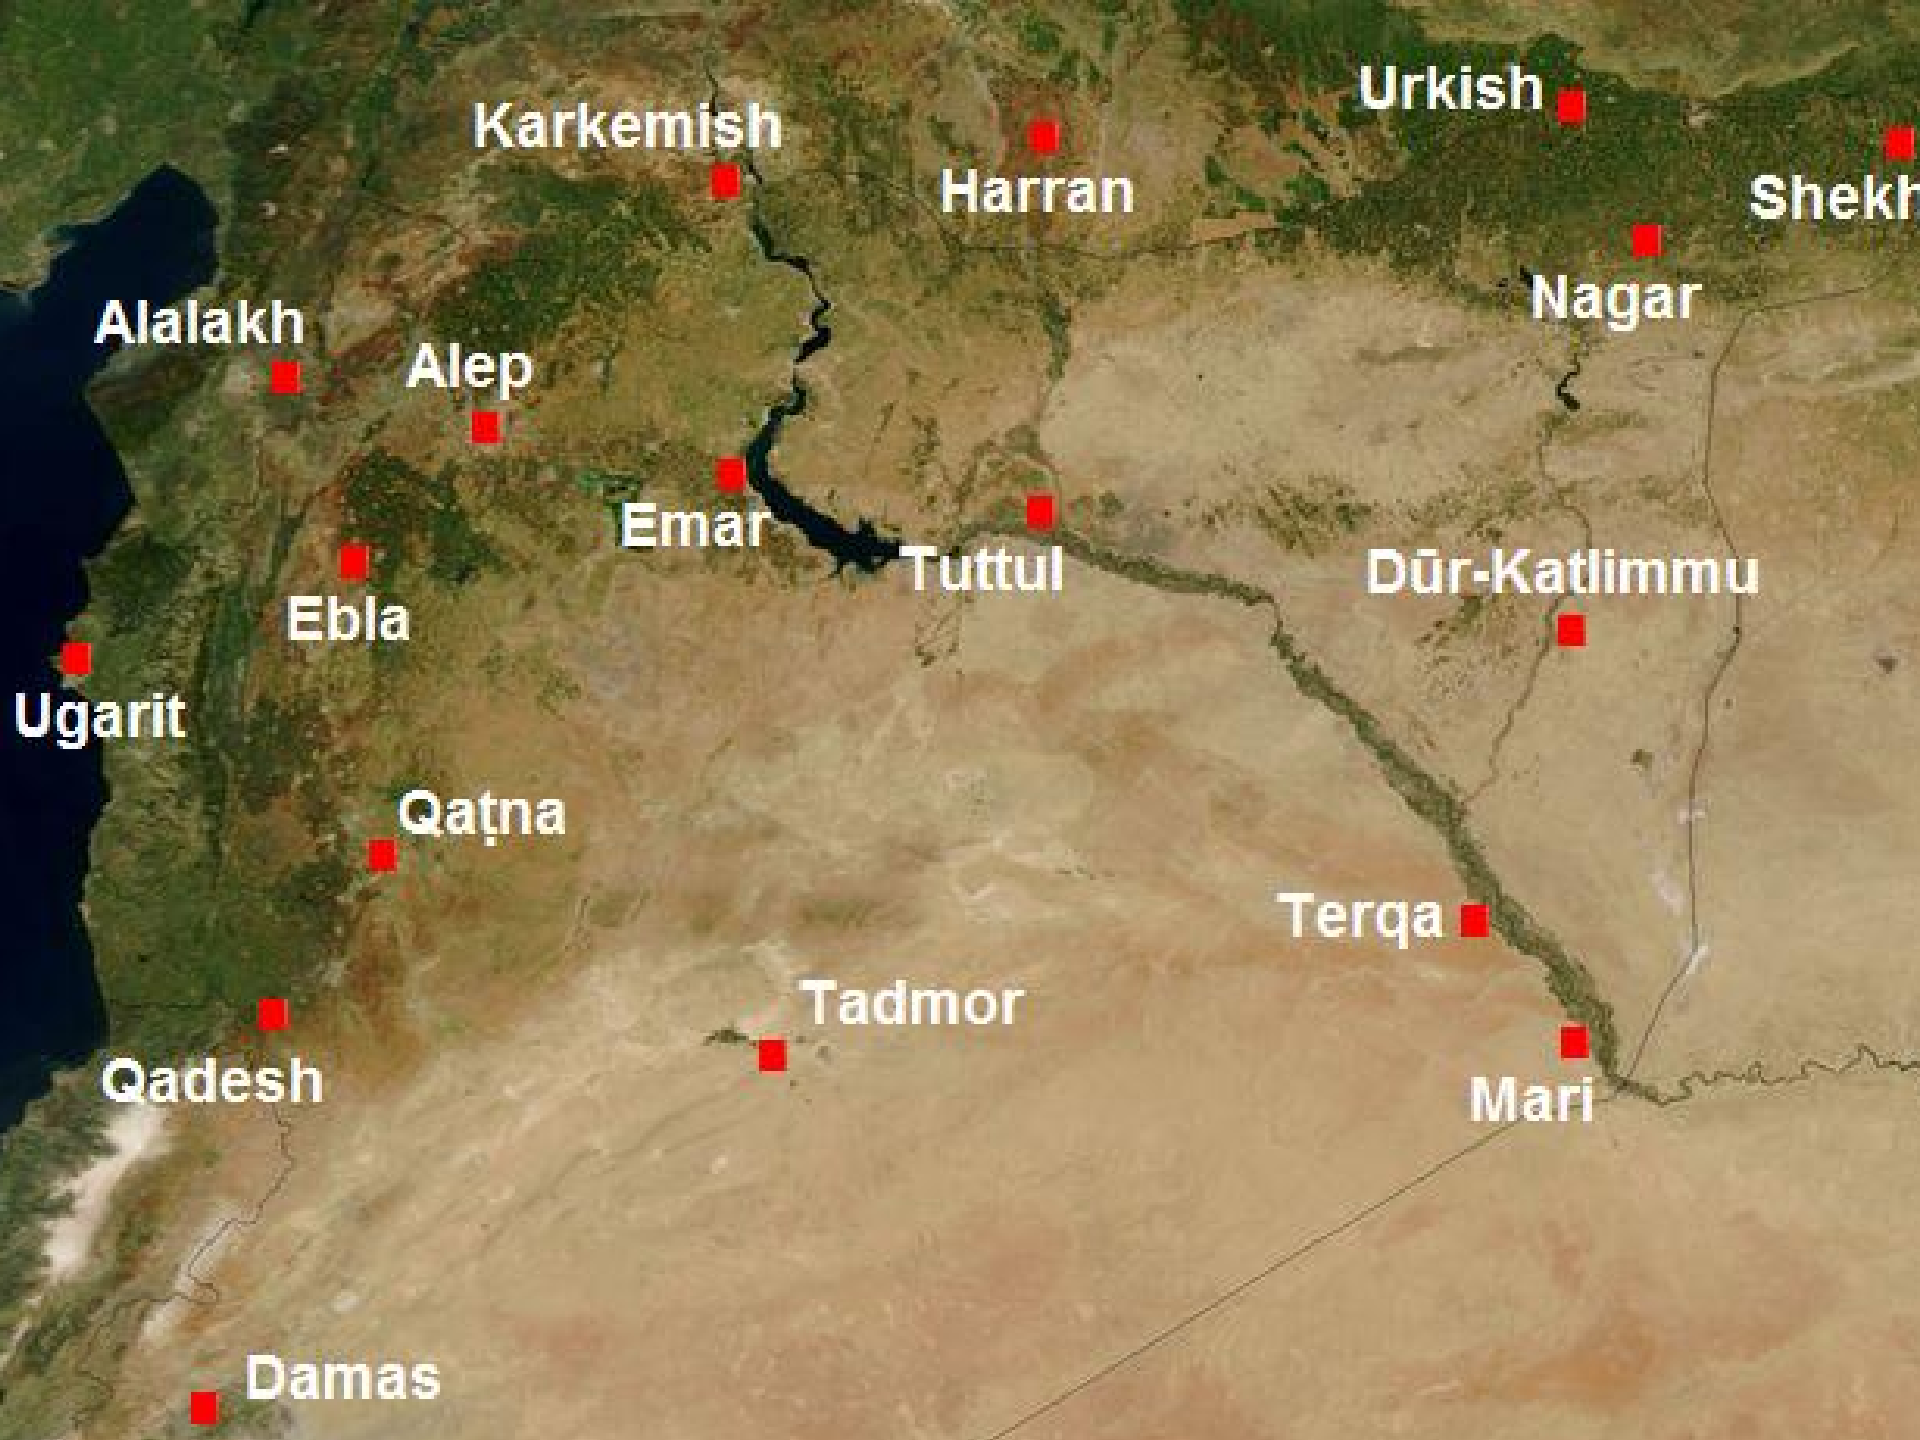 Urkish
Karkemish
Harran
Shekh
Nagar
Alalakh
Alep
Emar
Tuttul
Dūr-Katlimmu
Ebla
Ugarit
Qaṭna
Terqa
Tadmor
Qadesh
Mari
Damas